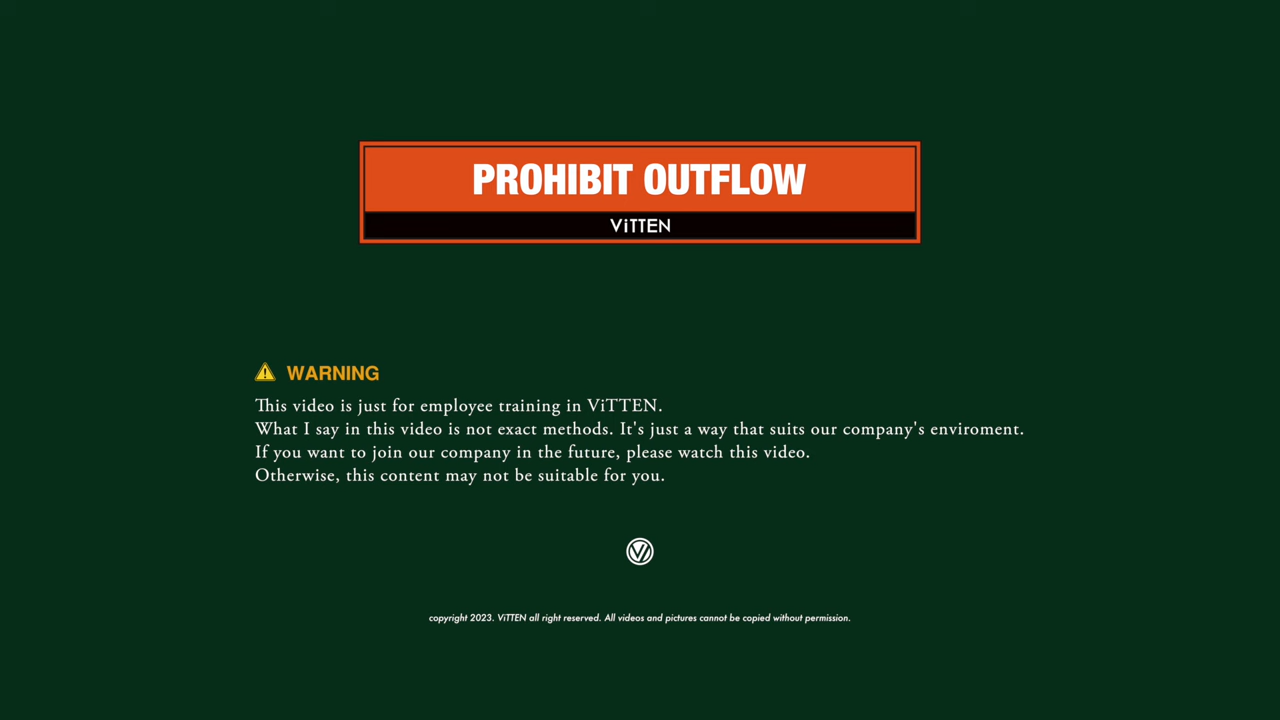 PROHIBIT OUTFLOW
ViTTEN
WARNING
This video is just for employee training in ViTTEN.
What I say in this video is not exact methods. It's just a way that suits our company's enviroment.
If you want to join our company in the future, please watch this video.
Otherwise, this content may not be suitable for you.
copyright 2023. ViTTEN all right reserved. All videos and pictures cannot be copied without permission.